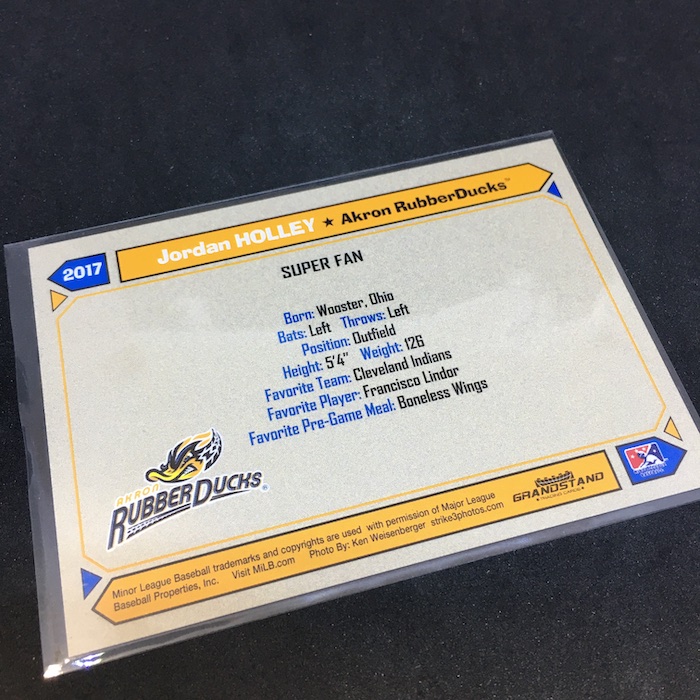 2017
Jordan HOLLEY ★ Akron RubberDucks™
SUPER FAN
Born: Wooster, Ohio
Bats: Left Throws: Left
Position: Outfield
Height: 5'4" Weight: 126
Favorite Team: Cleveland Indians
Favorite Player: Francisco Lindor
Favorite Pre-Game Meal: Boneless Wings
AKRON
RUBBERDUCKS®
GRANDSTAND
TRADING CARDS
Minor League Baseball trademarks and copyrights are used with permission of Major League
Baseball Properties, Inc. Visit MiLB.com Photo By: Ken Weisenberger strike3photos.com